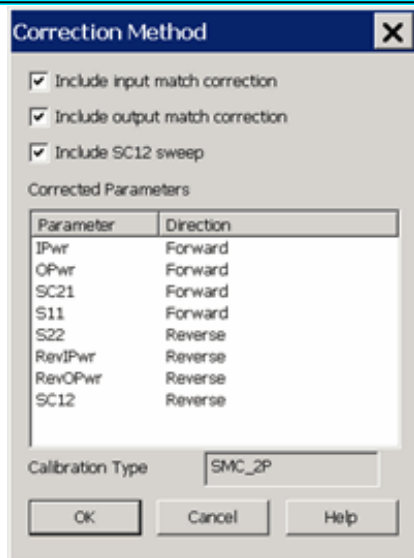 Correction Method
Include input match correction
Include output match correction
Include SC12 sweep
Corrected Parameters
Parameter Direction
IPwr Forward
OPwr Forward
SC21 Forward
S11 Forward
S22 Reverse
RevIPwr Reverse
RevOPwr Reverse
SC12 Reverse
Calibration Type SMC_2P
OK Cancel Help